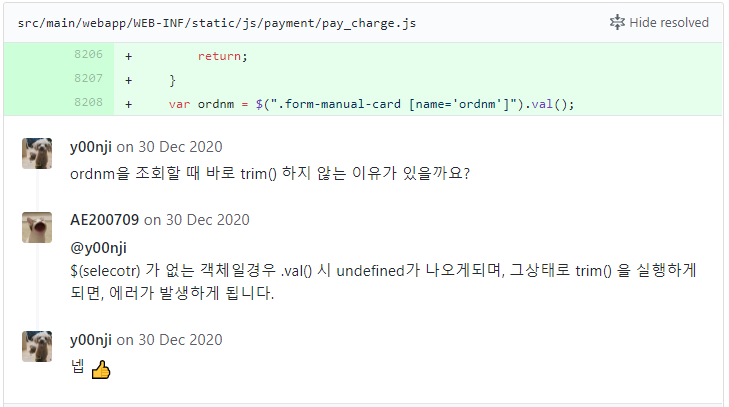 src/main/webapp/WEB-INF/static/js/payment/pay_charge.js Hide resolved
8206 + return;
8207 + }
8208 + var ordnm = $(".form-manual-card [name='ordnm']").val();
y00nji on 30 Dec 2020
ordnm을 조회할 때 바로 trim() 하지 않는 이유가 있을까요?
AE200709 on 30 Dec 2020
@y00nji
$(selecotr) 가 없는 객체일경우 .val() 시 undefined가 나오게되며, 그상태로 trim() 을 실행하게
되면, 에러가 발생하게 됩니다.
y00nji on 30 Dec 2020
넵 👍